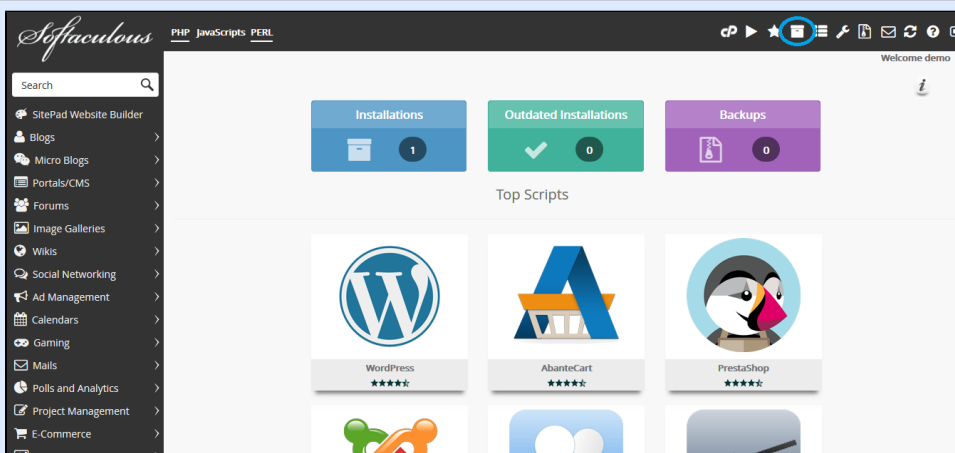 Softaculous
PHP JavaScripts PERL
Welcome demo
Search
SitePad Website Builder
Blogs
Micro Blogs
Portals/CMS
Forums
Image Galleries
Wikis
Social Networking
Ad Management
Calendars
Gaming
Mails
Polls and Analytics
Project Management
E-Commerce
Installations
1
Outdated Installations
0
Backups
0
Top Scripts
WordPress
AbanteCart
PrestaShop